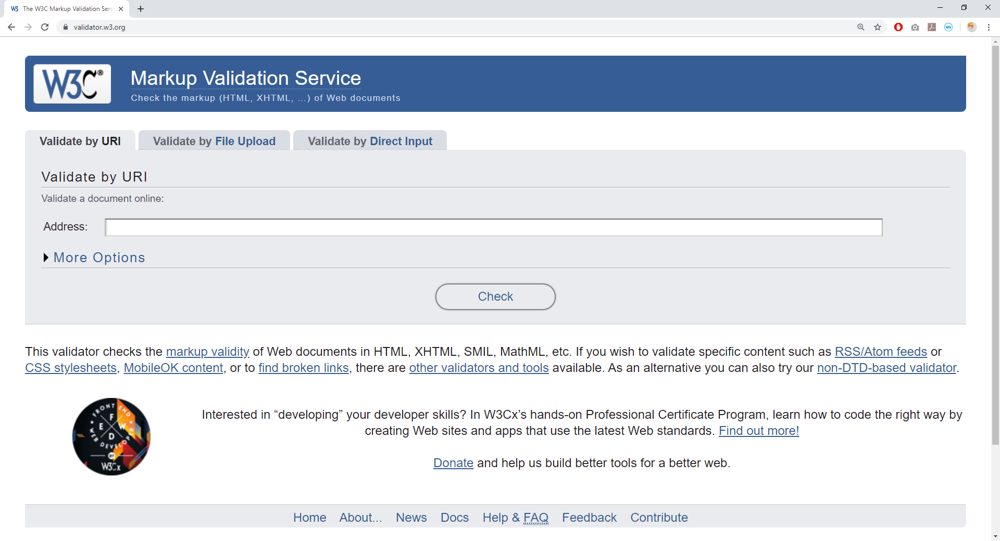 The W3C Markup Validation Serv
validator.w3.org
W3C®
Markup Validation Service
Check the markup (HTML, XHTML, …) of Web documents
Validate by URI
Validate by File Upload
Validate by Direct Input
Validate by URI
Validate a document online:
Address:
More Options
Check
This validator checks the markup validity of Web documents in HTML, XHTML, SMIL, MathML, etc. If you wish to validate specific content such as RSS/Atom feeds or
CSS stylesheets, MobileOK content, or to find broken links, there are other validators and tools available. As an alternative you can also try our non-DTD-based validator.
FRONT END
F
E W
D
WEB DEVELOPER
BY
W3Cx
Interested in “developing” your developer skills? In W3Cx’s hands-on Professional Certificate Program, learn how to code the right way by
creating Web sites and apps that use the latest Web standards. Find out more!
Donate and help us build better tools for a better web.
Home About... News Docs Help & FAQ Feedback Contribute